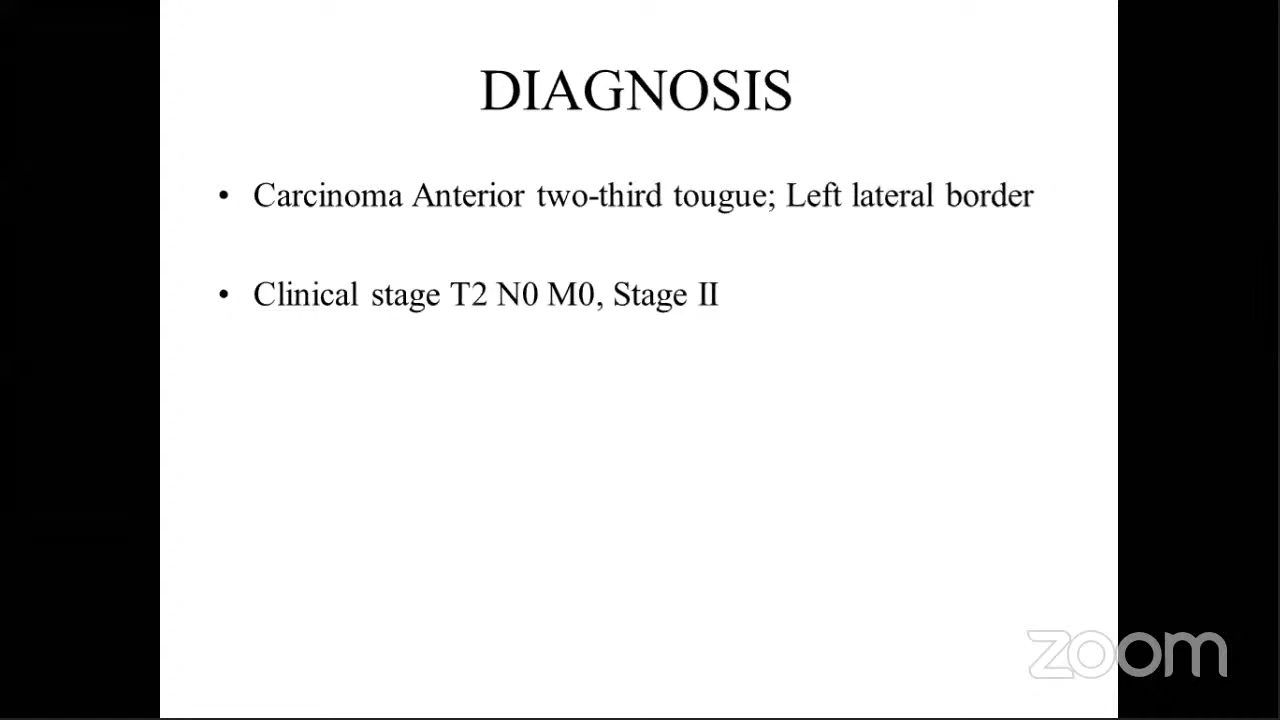 DIAGNOSIS
• Carcinoma Anterior two-third tougue; Left lateral border
• Clinical stage T2 N0 M0, Stage II
zoom